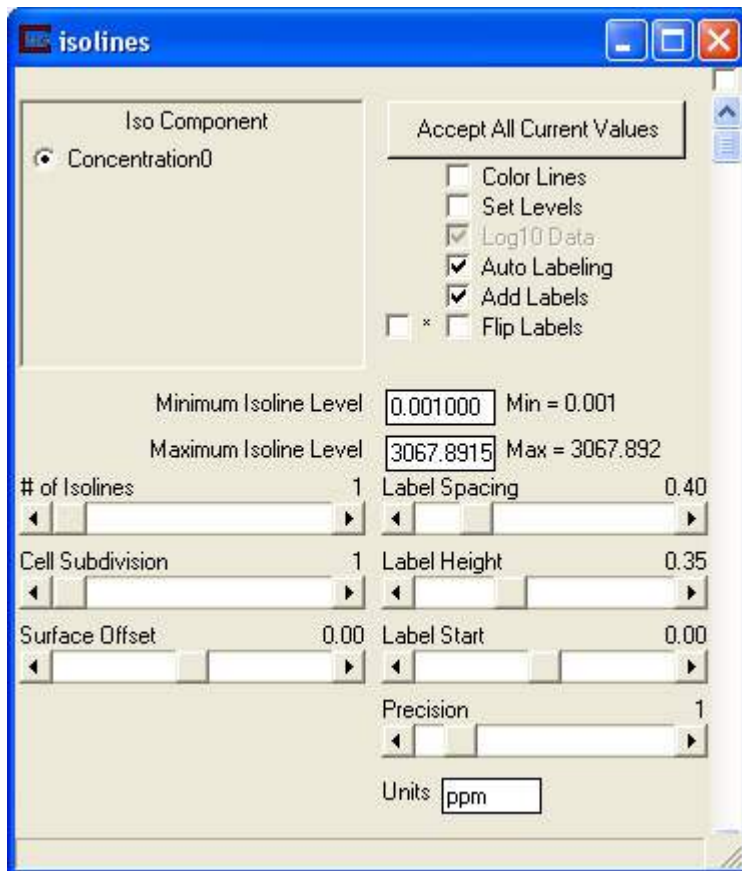 isolines
Iso Component
Concentration0
Accept All Current Values
Color Lines
Set Levels
Log10 Data
Auto Labeling
Add Labels
* Flip Labels
Minimum Isoline Level 0.001000 Min = 0.001
Maximum Isoline Level 3067.8915 Max = 3067.892
# of Isolines 1 Label Spacing 0.40
Cell Subdivision 1 Label Height 0.35
Surface Offset 0.00 Label Start 0.00
Precision 1
Units ppm